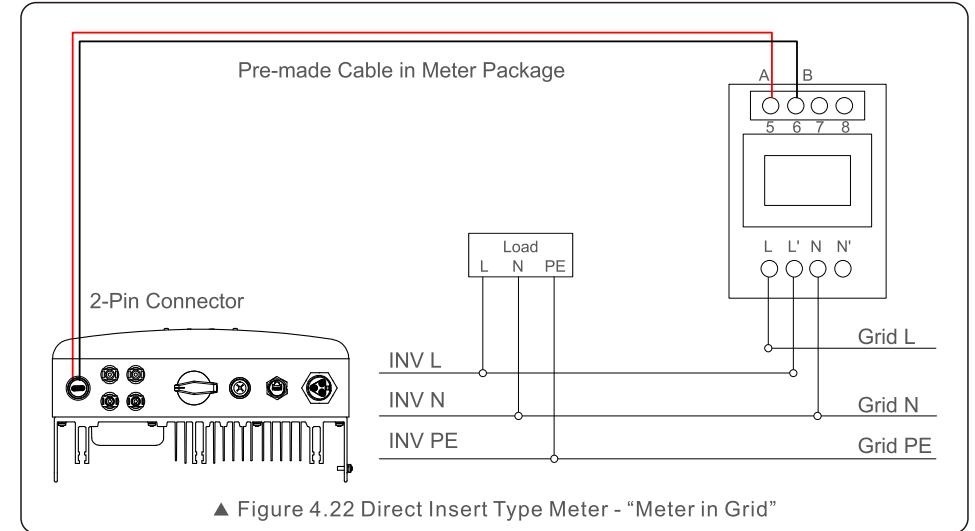 Pre-made Cable in Meter Package
A B
5 6 7 8
L L' N N'
Load
L N PE
2-Pin Connector
Grid L
INV L
INV N
Grid N
INV PE
Grid PE
▲ Figure 4.22 Direct Insert Type Meter - “Meter in Grid”